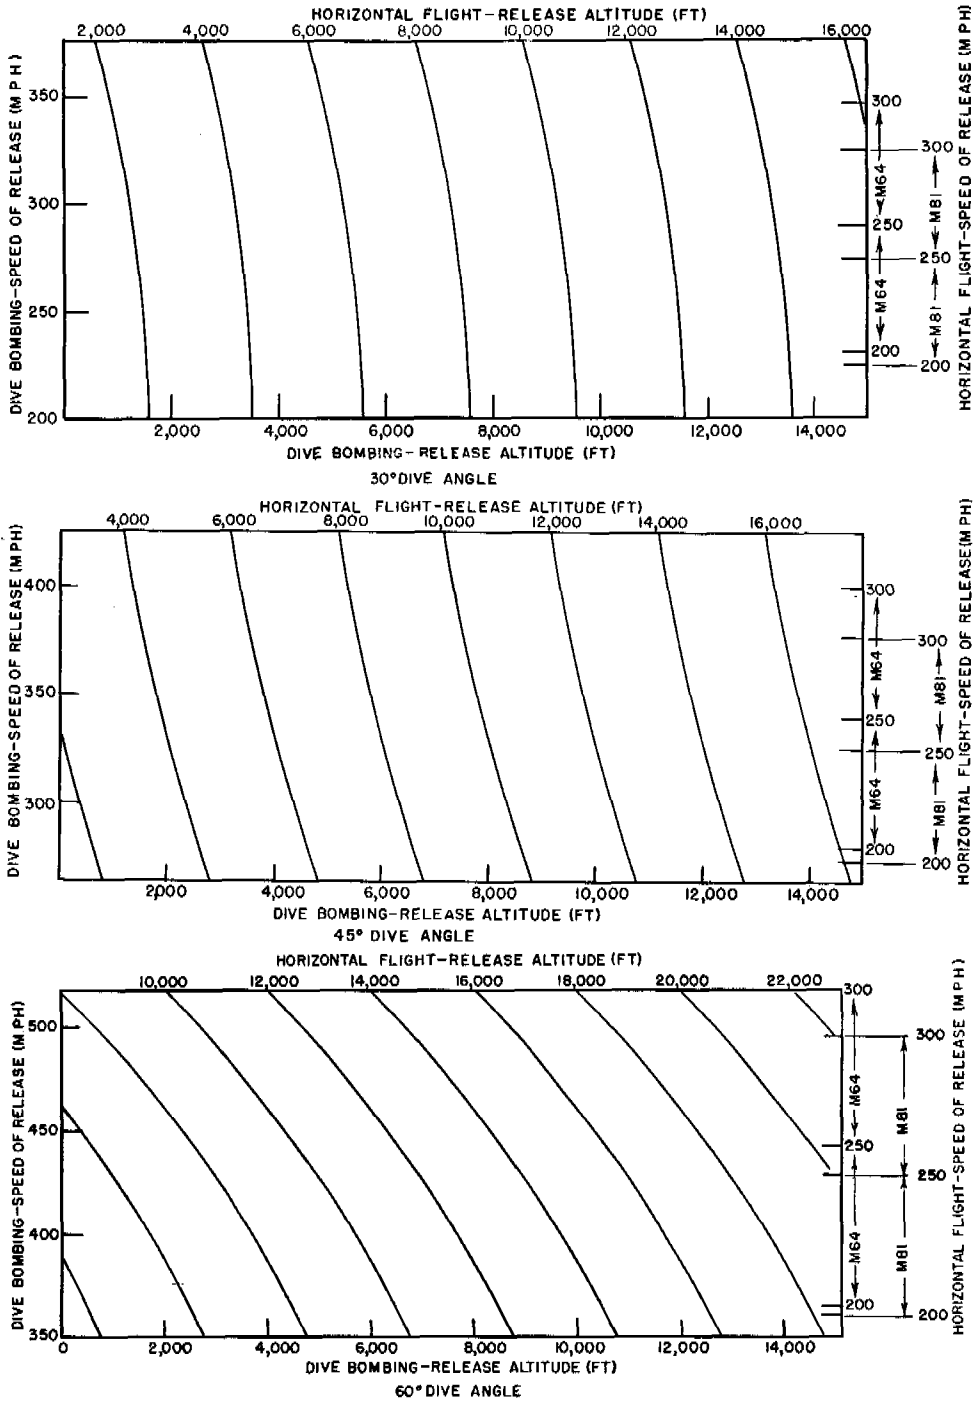 HORIZONTAL FLIGHT-RELEASE ALTITUDE (FT)
2,000 4,000 6,000 8,000 10,000 12,000 14,000 16,000
DIVE BOMBING-SPEED OF RELEASE (MPH)
350
300
250
200
300
300
250
250
200
200
M64
M64
M81
M81
HORIZONTAL FLIGHT-SPEED OF RELEASE (MPH)
2,000 4,000 6,000 8,000 10,000 12,000 14,000
DIVE BOMBING-RELEASE ALTITUDE (FT)
30° DIVE ANGLE
HORIZONTAL FLIGHT-RELEASE ALTITUDE (FT)
4,000 6,000 8,000 10,000 12,000 14,000 16,000
DIVE BOMBING-SPEED OF RELEASE (MPH)
400
350
300
300
300
250
250
200
200
M64
M64
M81
M81
HORIZONTAL FLIGHT-SPEED OF RELEASE (MPH)
2,000 4,000 6,000 8,000 10,000 12,000 14,000
DIVE BOMBING-RELEASE ALTITUDE (FT)
45° DIVE ANGLE
HORIZONTAL FLIGHT-RELEASE ALTITUDE (FT)
10,000 12,000 14,000 16,000 18,000 20,000 22,000
DIVE BOMBING-SPEED OF RELEASE (MPH)
500
450
400
350
300
300
250
250
200
200
M64
M64
M81
M81
HORIZONTAL FLIGHT-SPEED OF RELEASE (MPH)
0 2,000 4,000 6,000 8,000 10,000 12,000 14,000
DIVE BOMBING-RELEASE ALTITUDE (FT)
60° DIVE ANGLE